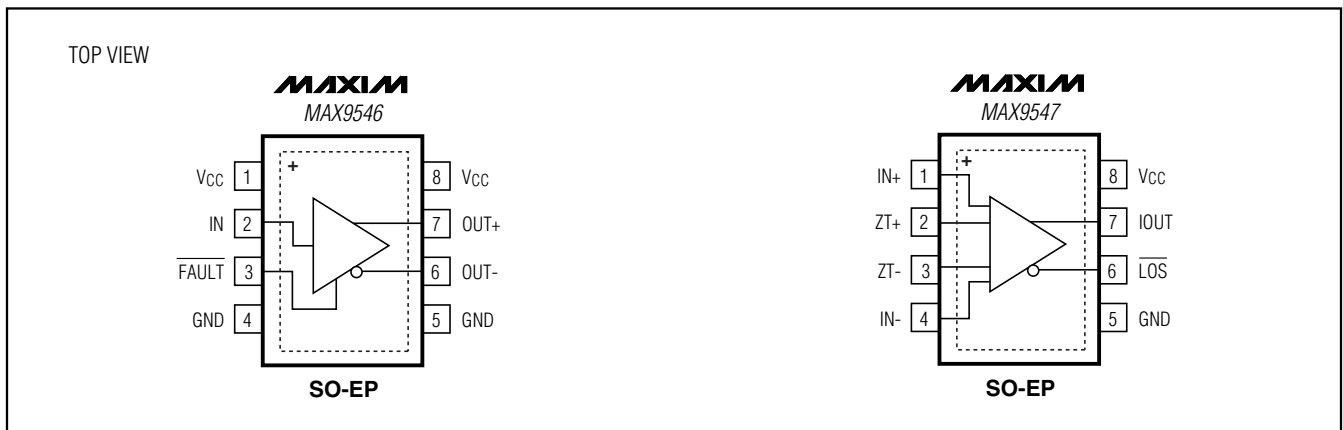 TOP VIEW
MAXIM
MAX9546
VCC 1
IN 2
FAULT 3
GND 4
+
8 VCC
7 OUT+
6 OUT-
5 GND
SO-EP
MAXIM
MAX9547
IN+ 1
ZT+ 2
ZT- 3
IN- 4
+
8 VCC
7 IOUT
6 LOS
5 GND
SO-EP